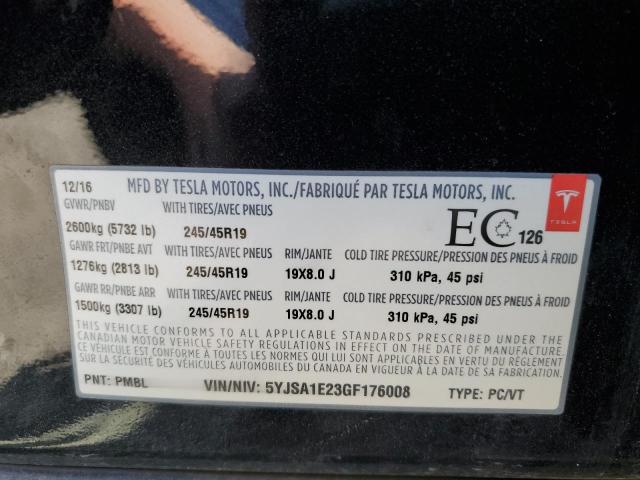 12/16 MFD BY TESLA MOTORS, INC./FABRIQUÉ PAR TESLA MOTORS, INC.
GVWR/PNBV WITH TIRES/AVEC PNEUS
2600kg (5732 lb) 245/45R19 EC 126 TESLA
GAWR FRT/PNBE AVT WITH TIRES/AVEC PNEUS RIM/JANTE COLD TIRE PRESSURE/PRESSION DES PNEUS À FROID
1276kg (2813 lb) 245/45R19 19X8.0 J 310 kPa, 45 psi
GAWR RR/PNBE ARR WITH TIRES/AVEC PNEUS RIM/JANTE COLD TIRE PRESSURE/PRESSION DES PNEUS À FROID
1500kg (3307 lb) 245/45R19 19X8.0 J 310 kPa, 45 psi
THIS VEHICLE CONFORMS TO ALL APPLICABLE STANDARDS PRESCRIBED UNDER THE
CANADIAN MOTOR VEHICLE SAFETY REGULATIONS IN EFFECT ON THE DATE OF MANUFACTURE
CE VÉHICULE EST CONFORME À TOUTES LES NORMES QUI LUI SONT APPLICABLES EN VERTU DU RÈGLEMENT
SUR LA SÉCURITÉ DES VÉHICULES AUTOMOBILES DU CANADA EN VIGUEUR À LA DATE DE SA FABRICATION
PNT: PMBL VIN/NIV: 5YJSA1E23GF176008 TYPE: PC/VT